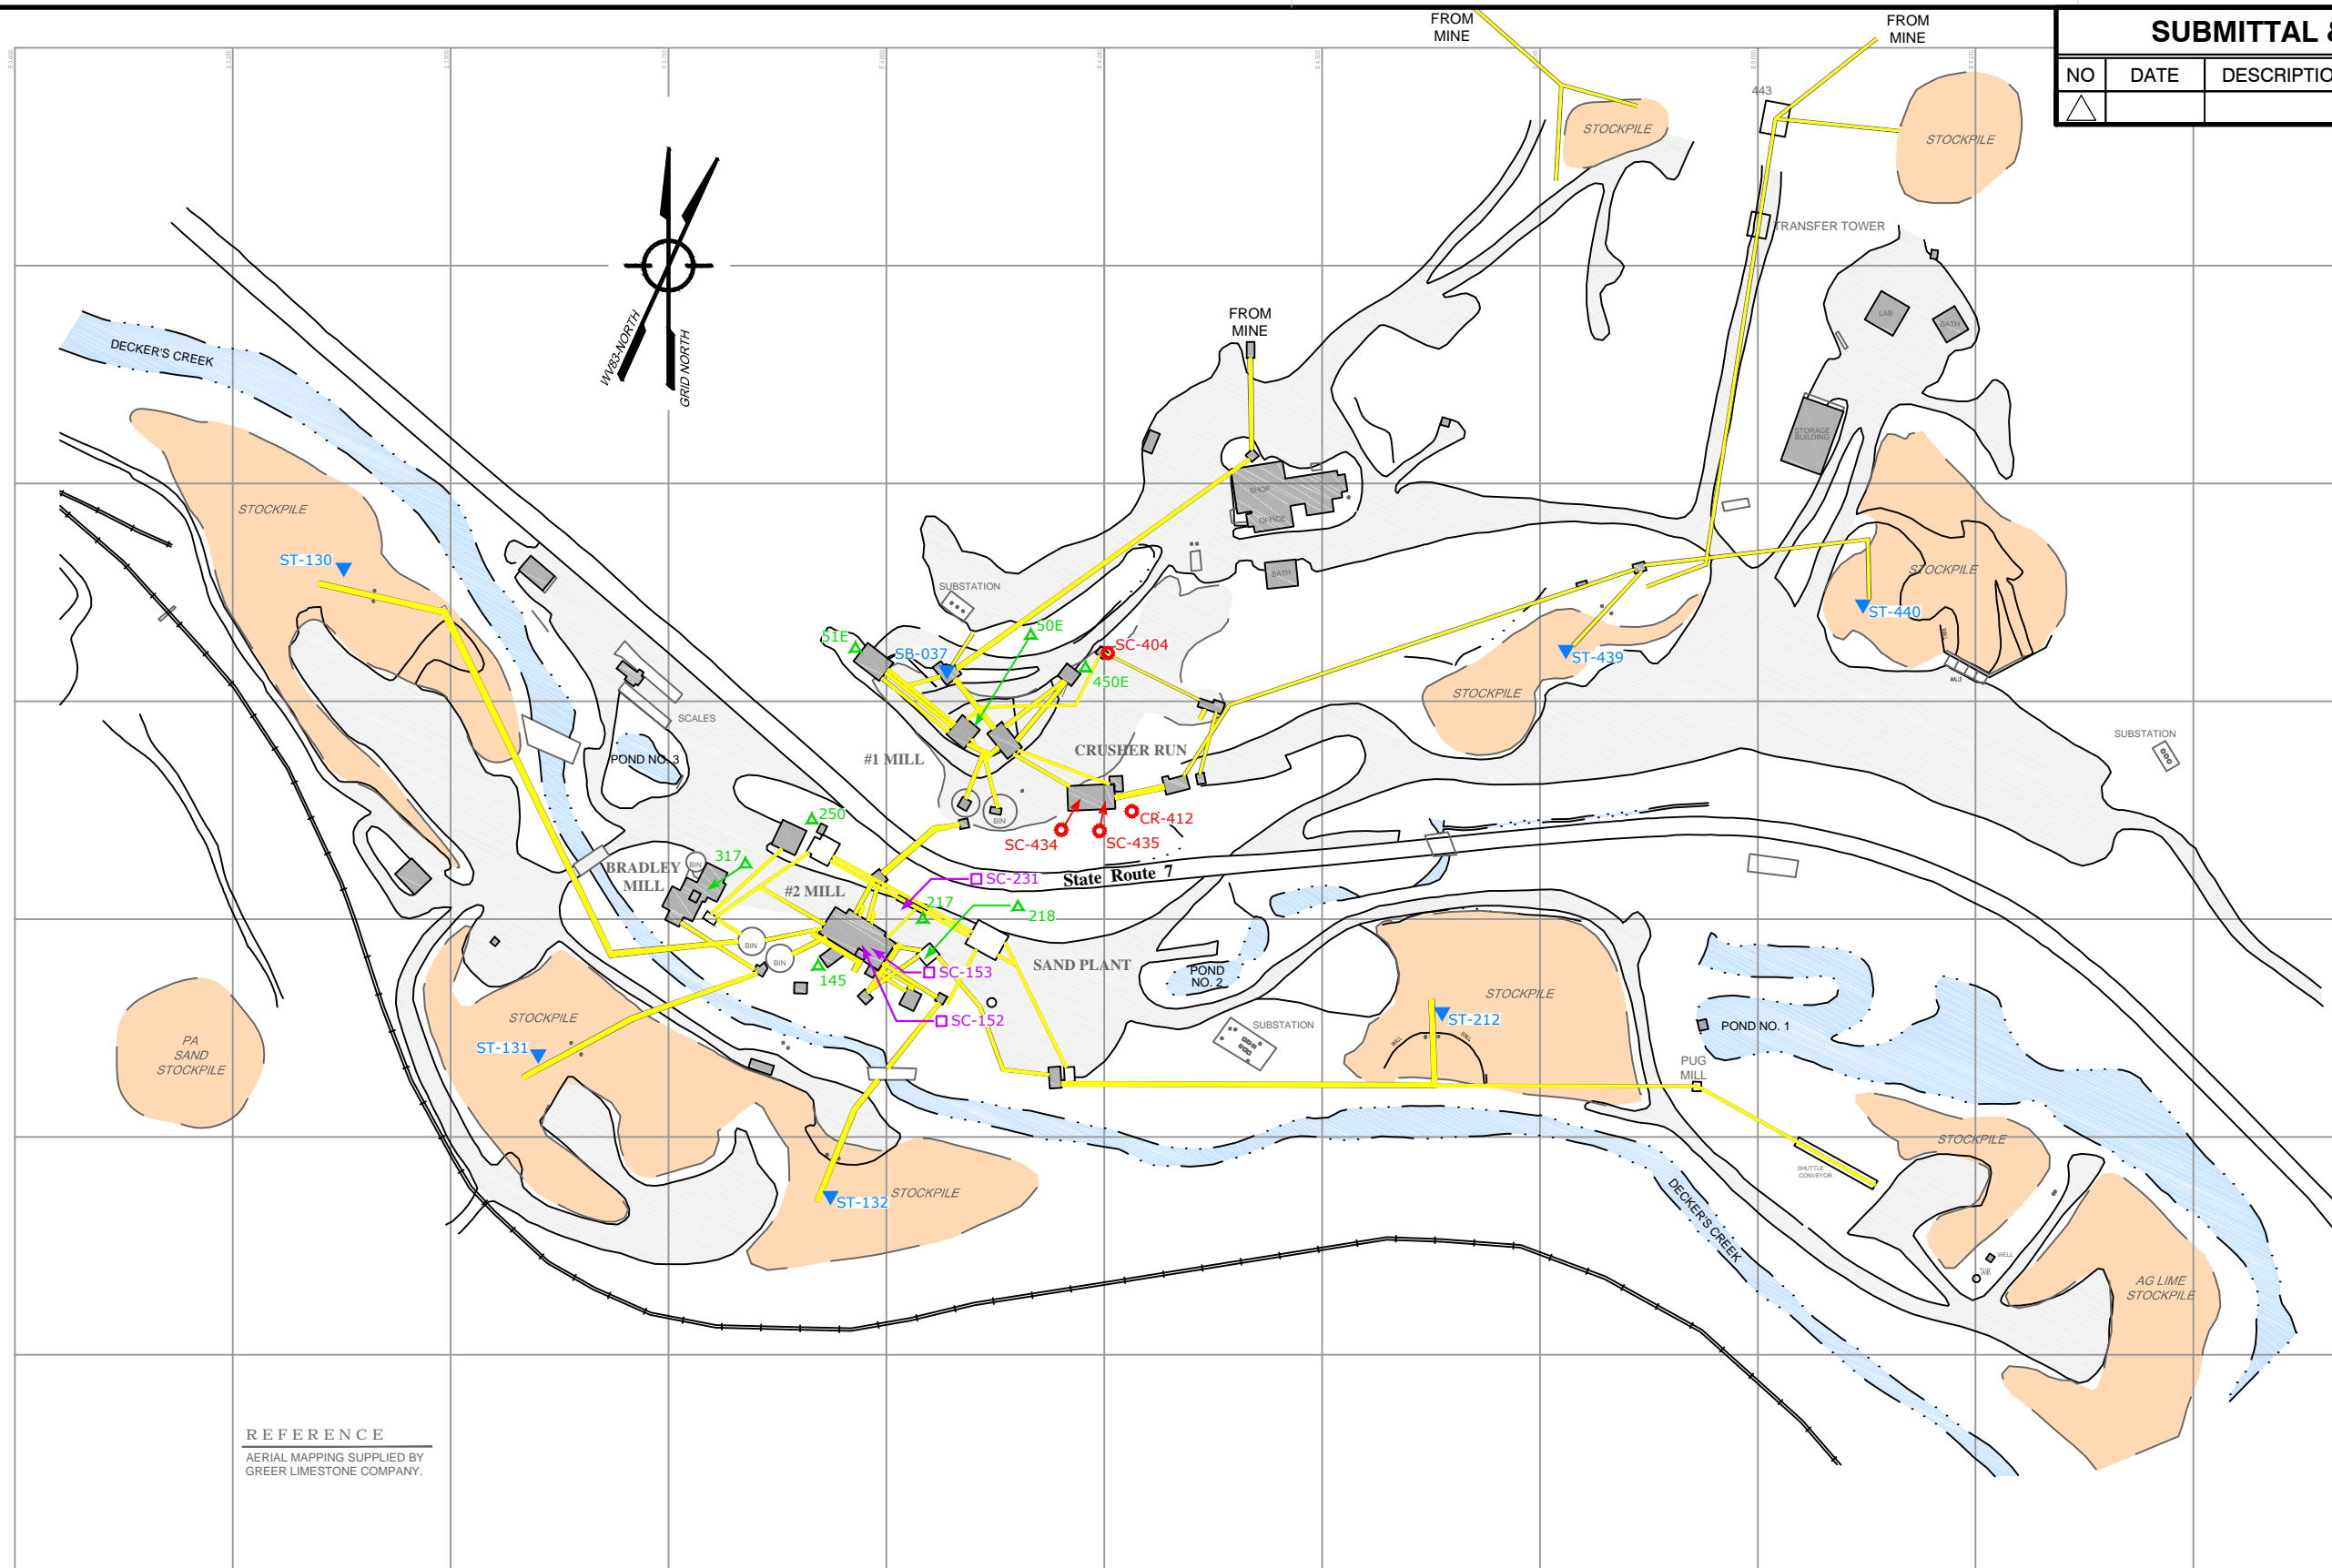 FROM
MINE
FROM
MINE
SUBMITTAL &
NO DATE DESCRIPTIO
443
STOCKPILE
STOCKPILE
TRANSFER TOWER
WV83-NORTH
GRID NORTH
DECKER'S CREEK
FROM
MINE
LAB
BATH
STORAGE
BUILDING
STOCKPILE
SHOP
OFFICE
ST-130
BATH
SUBSTATION
STOCKPILE
ST-440
51E
50E
SB-037
SC-404
450E
ST-439
STOCKPILE
WALL
WALLS
SCALES
POND NO. 3
#1 MILL
CRUSHER RUN
SUBSTATION
BIN
CR-412
SC-434
SC-435
250
317
BIN
BRADLEY
MILL
#2 MILL
SC-231
State Route 7
217
218
BIN
BIN
145
SC-153
SC-152
SAND PLANT
POND
NO. 2
SUBSTATION
STOCKPILE
ST-212
WALL
WALL
POND NO. 1
PUG
MILL
STOCKPILE
ST-131
PA
SAND
STOCKPILE
ST-132
STOCKPILE
STOCKPILE
SHUTTLE
CONVEYOR
DECKER'S CREEK
WELL
TANK
AG LIME
STOCKPILE
REFERENCE
AERIAL MAPPING SUPPLIED BY
GREER LIMESTONE COMPANY.